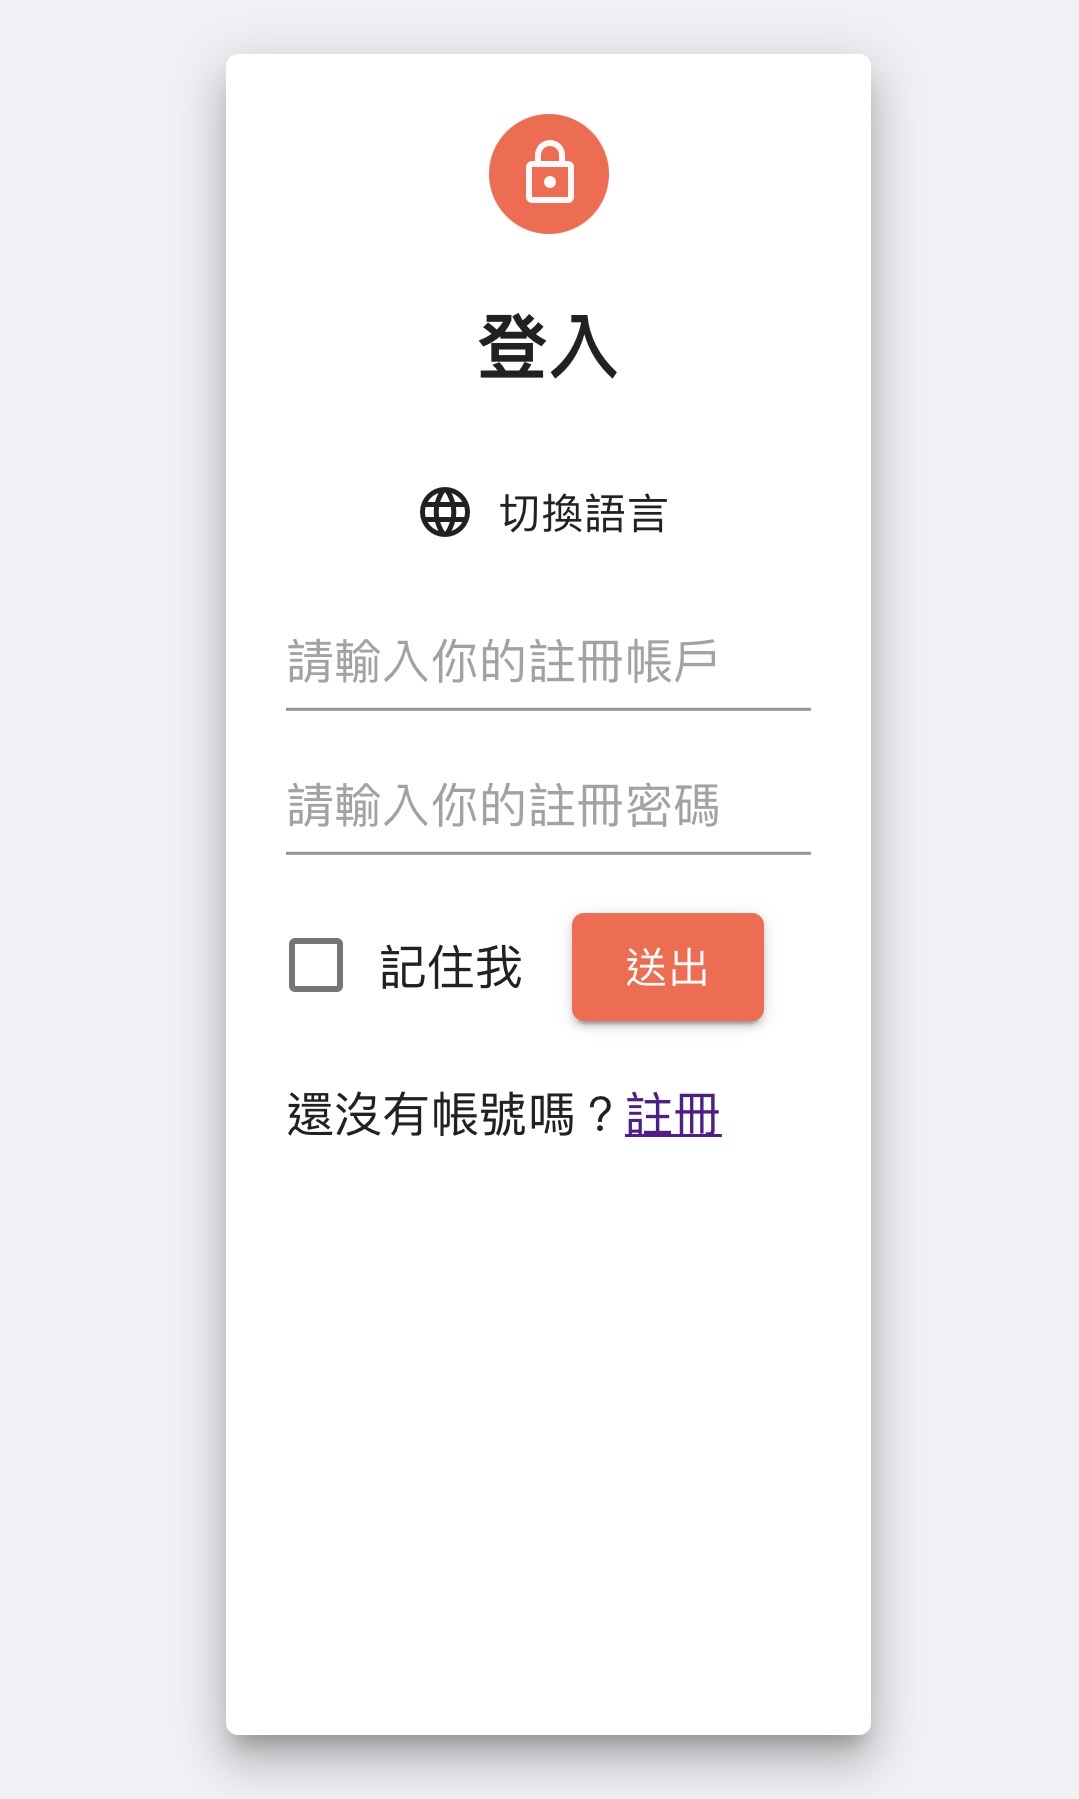 登入
切換語言
請輸入你的註冊帳戶
請輸入你的註冊密碼
記住我 送出
還沒有帳號嗎？註冊